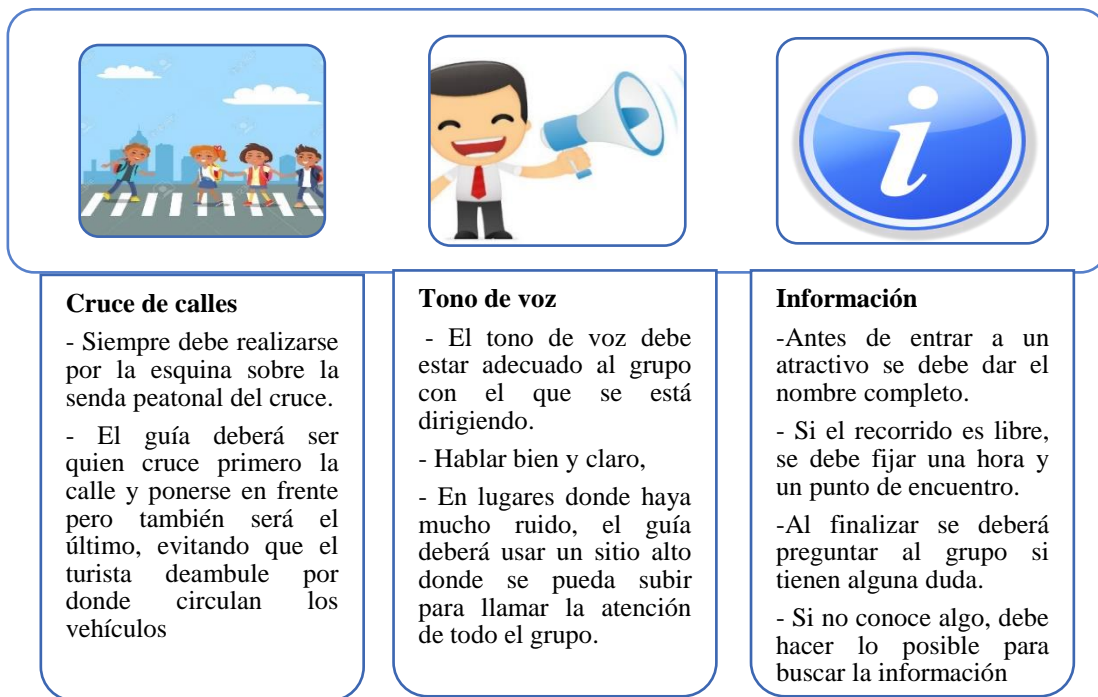 Cruce de calles
- Siempre debe realizarse
por la esquina sobre la
senda peatonal del cruce.
- El guía deberá ser
quien cruce primero la
calle y ponerse en frente
pero también será el
último, evitando que el
turista deambule por
donde circulan los
vehículos
Tono de voz
- El tono de voz debe
estar adecuado al grupo
con el que se está
dirigiendo.
- Hablar bien y claro,
- En lugares donde haya
mucho ruido, el guía
deberá usar un sitio alto
donde se pueda subir
para llamar la atención
de todo el grupo.
Información
-Antes de entrar a un
atractivo se debe dar el
nombre completo.
- Si el recorrido es libre,
se debe fijar una hora y
un punto de encuentro.
-Al finalizar se deberá
preguntar al grupo si
tienen alguna duda.
- Si no conoce algo, debe
hacer lo posible para
buscar la información